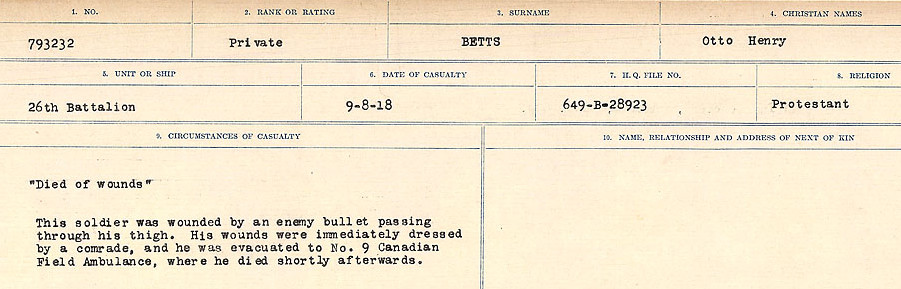 1. NO. 2. RANK OR RATING 3. SURNAME 4. CHRISTIAN NAMES
793232 Private BETTS Otto Henry
5. UNIT OR SHIP 6. DATE OF CASUALTY 7. H.Q. FILE NO. 8. RELIGION
26th Battalion 9-8-18 649-B-28923 Protestant
9. CIRCUMSTANCES OF CASUALTY 10. NAME, RELATIONSHIP AND ADDRESS OF NEXT OF KIN
"Died of wounds"
This soldier was wounded by an enemy bullet passing
through his thigh. His wounds were immediately dressed
by a comrade, and he was evacuated to No. 9 Canadian
Field Ambulance, where he died shortly afterwards.